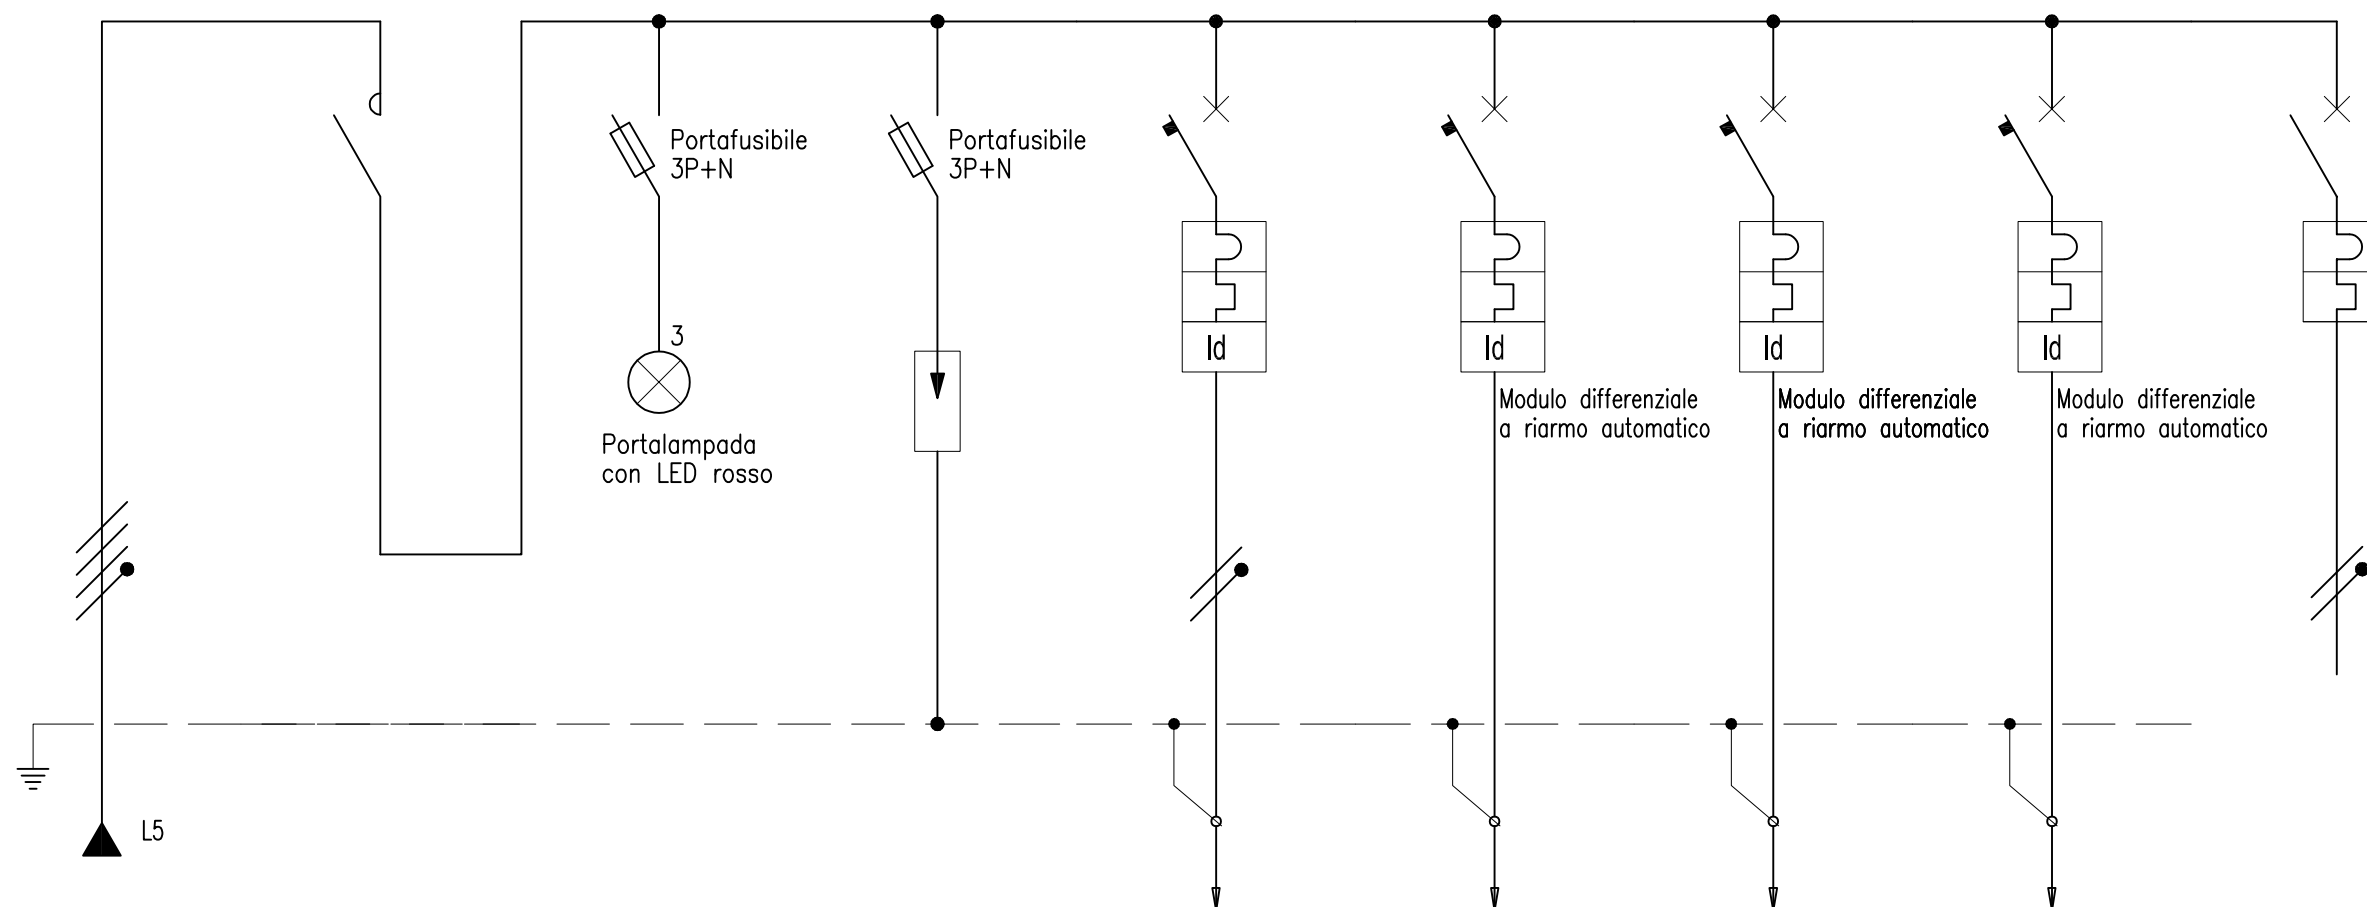 Portafusibile
3P+N
Portafusibile
3P+N
3
Id
Id
Id
Id
Modulo differenziale
a riarmo automatico
Modulo differenziale
a riarmo automatico
Modulo differenziale
a riarmo automatico
Portalampada
con LED rosso
L5